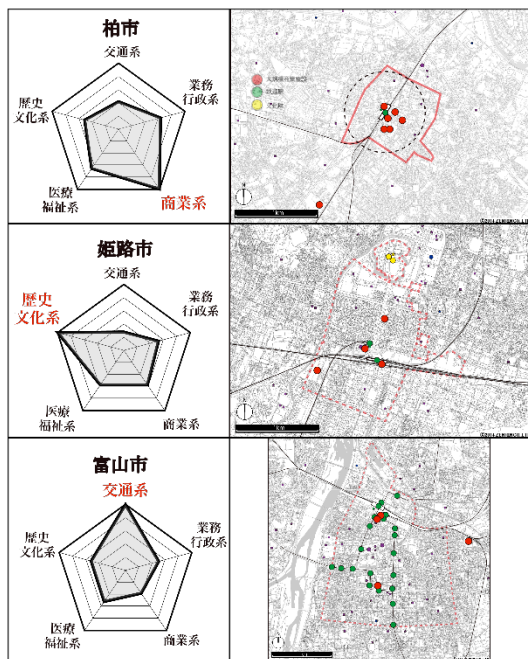 柏市
交通系
業務
行政系
商業系
医療
福祉系
歴史
文化系
姫路市
交通系
業務
行政系
商業系
医療
福祉系
歴史
文化系
富山市
交通系
業務
行政系
商業系
医療
福祉系
歴史
文化系